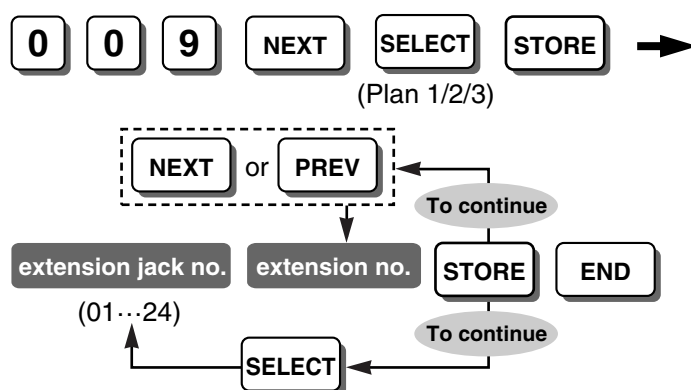 0 0 9 NEXT SELECT STORE
(Plan 1/2/3)
NEXT or PREV
To continue
extension jack no. extension no. STORE END
(01···24)
To continue
SELECT